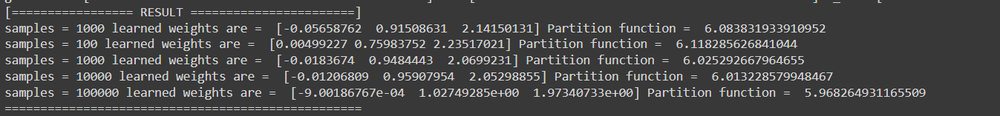 [================= RESULT =======================]
samples = 1000 learned weights are =  [-0.05658762  0.91508631  2.14150131] Partition function =  6.083831933910952
samples = 100 learned weights are =  [0.00499227 0.75983752 2.23517021] Partition function =  6.118285626841044
samples = 1000 learned weights are =  [-0.0183674  0.9484443  2.0699231] Partition function =  6.025292667964655
samples = 10000 learned weights are =  [-0.01206809  0.95907954  2.05298855] Partition function =  6.013228579948467
samples = 100000 learned weights are =  [-9.00186767e-04  1.02749285e+00  1.97340733e+00] Partition function =  5.968264931165509
==================================================